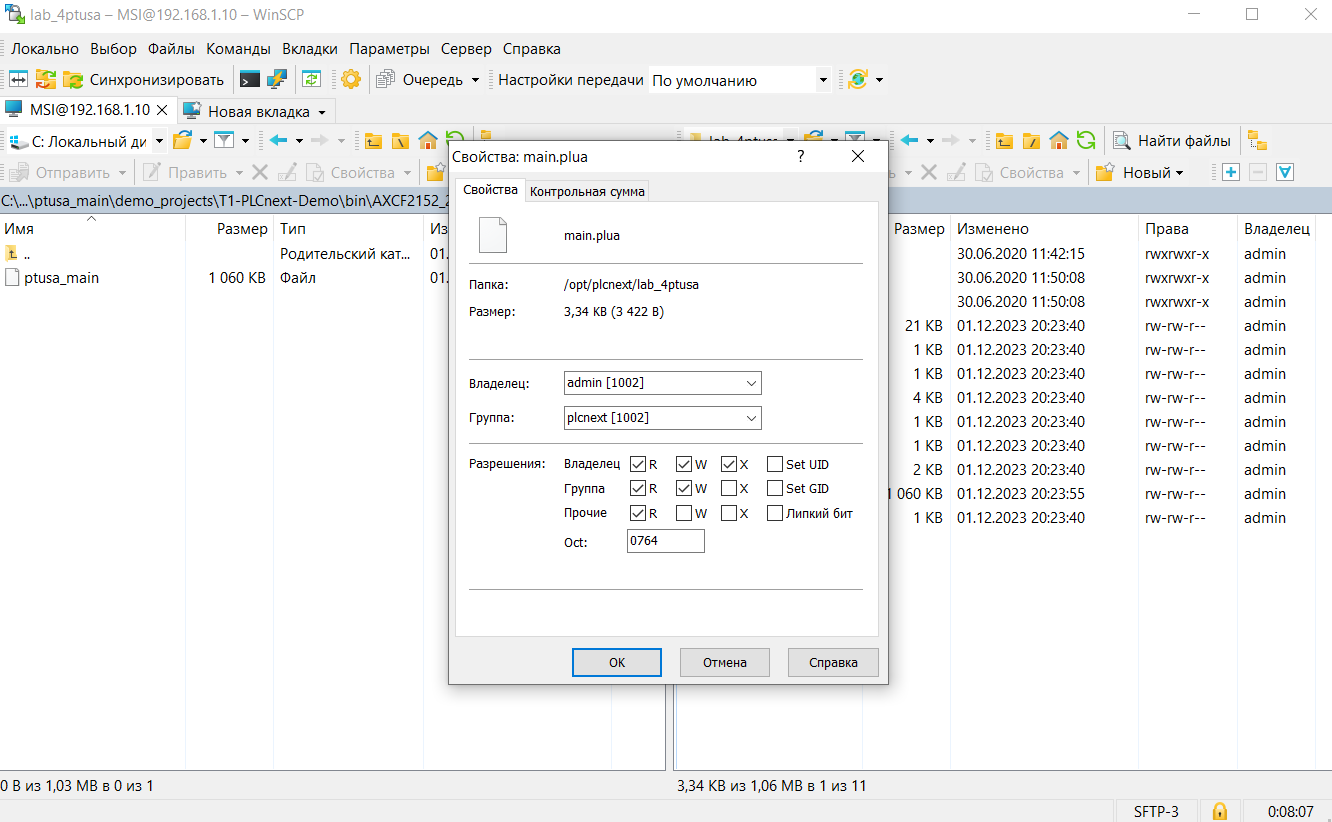 lab_4ptusa – MSI@192.168.1.10 – WinSCP
Локально Выбор Файлы Команды Вкладки Параметры Сервер Справка
Синхронизировать Очередь Настройки передачи По умолчанию
MSI@192.168.1.10 Новая вкладка
C: Локальный ди
Найти файлы
Отправить Править Свойства
Свойства Новый
C:\...\ptusa_main\demo_projects\T1-PLCnext-Demo\bin\AXCF2152_2
Имя Размер Тип Из
.. Родительский кат... 01.
ptusa_main 1 060 KB Файл 01.
Свойства: main.plua
?
Свойства Контрольная сумма
main.plua
Папка: /opt/plcnext/lab_4ptusa
Размер: 3,34 KB (3 422 B)
Владелец: admin [1002]
Группа: plcnext [1002]
Разрешения: Владелец R W X Set UID
Группа R W X Set GID
Прочие R W X Липкий бит
Oct: 0764
OK Отмена Справка
Размер Изменено Права Владелец
30.06.2020 11:42:15 rwxrwxr-x admin
30.06.2020 11:50:08 rwxrwxr-x admin
30.06.2020 11:50:08 rwxrwxr-x admin
21 KB 01.12.2023 20:23:40 rw-rw-r-- admin
1 KB 01.12.2023 20:23:40 rw-rw-r-- admin
1 KB 01.12.2023 20:23:40 rw-rw-r-- admin
4 KB 01.12.2023 20:23:40 rw-rw-r-- admin
1 KB 01.12.2023 20:23:40 rw-rw-r-- admin
1 KB 01.12.2023 20:23:40 rw-rw-r-- admin
2 KB 01.12.2023 20:23:40 rw-rw-r-- admin
1 060 KB 01.12.2023 20:23:55 rw-rw-r-- admin
1 KB 01.12.2023 20:23:40 rw-rw-r-- admin
0 B из 1,03 MB в 0 из 1
3,34 KB из 1,06 MB в 1 из 11
SFTP-3 0:08:07